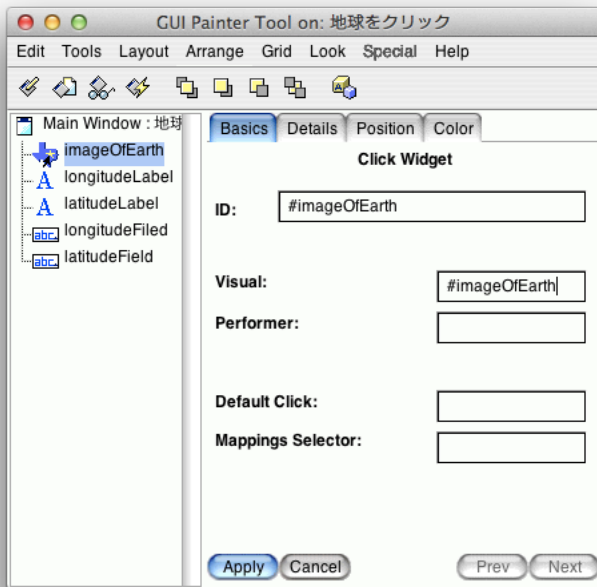 GUI Painter Tool on: 地球をクリック
Edit Tools Layout Arrange Grid Look Special Help
Main Window : 地球
imageOfEarth
longitudeLabel
latitudeLabel
longitudeFiled
latitudeField
Basics Details Position Color
Click Widget
ID: #imageOfEarth
Visual: #imageOfEarth
Performer:
Default Click:
Mappings Selector:
Apply Cancel Prev Next
A
A
abc
abc